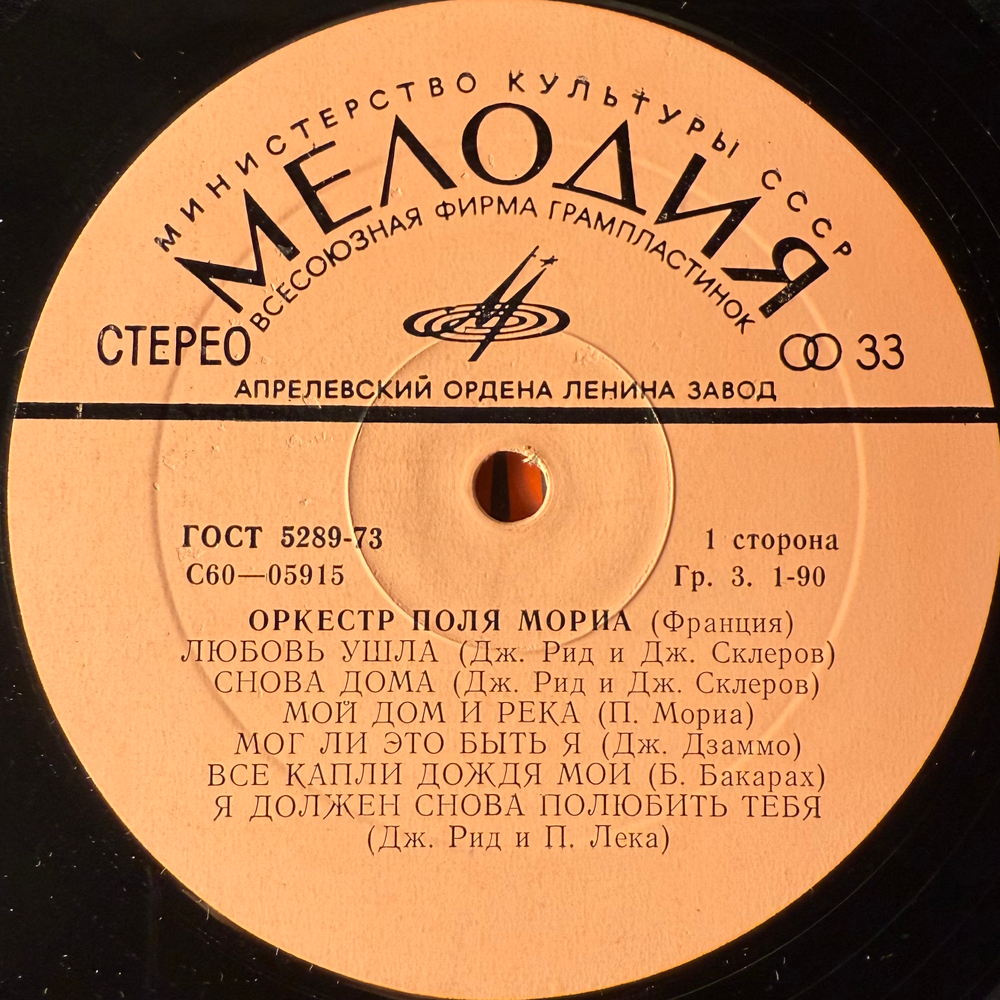 МИНИСТЕРСТВО КУЛЬТУРЫ СССР
МЕЛОДИЯ
ВСЕСОЮЗНАЯ ФИРМА ГРАМПЛАСТИНОК
СТЕРЕО
33
АПРЕЛЕВСКИЙ ОРДЕНА ЛЕНИНА ЗАВОД
ГОСТ 5289-73
1 сторона
С60—05915
Гр. 3. 1-90
ОРКЕСТР ПОЛЯ МОРИА (Франция)
ЛЮБОВЬ УШЛА (Дж. Рид и Дж. Склеров)
СНОВА ДОМА (Дж. Рид и Дж. Склеров)
МОЙ ДОМ И РЕКА (П. Мориа)
МОГ ЛИ ЭТО БЫТЬ Я (Дж. Дзаммо)
ВСЕ КАПЛИ ДОЖДЯ МОИ (Б. Бакарах)
Я ДОЛЖЕН СНОВА ПОЛЮБИТЬ ТЕБЯ
(Дж. Рид и П. Лека)